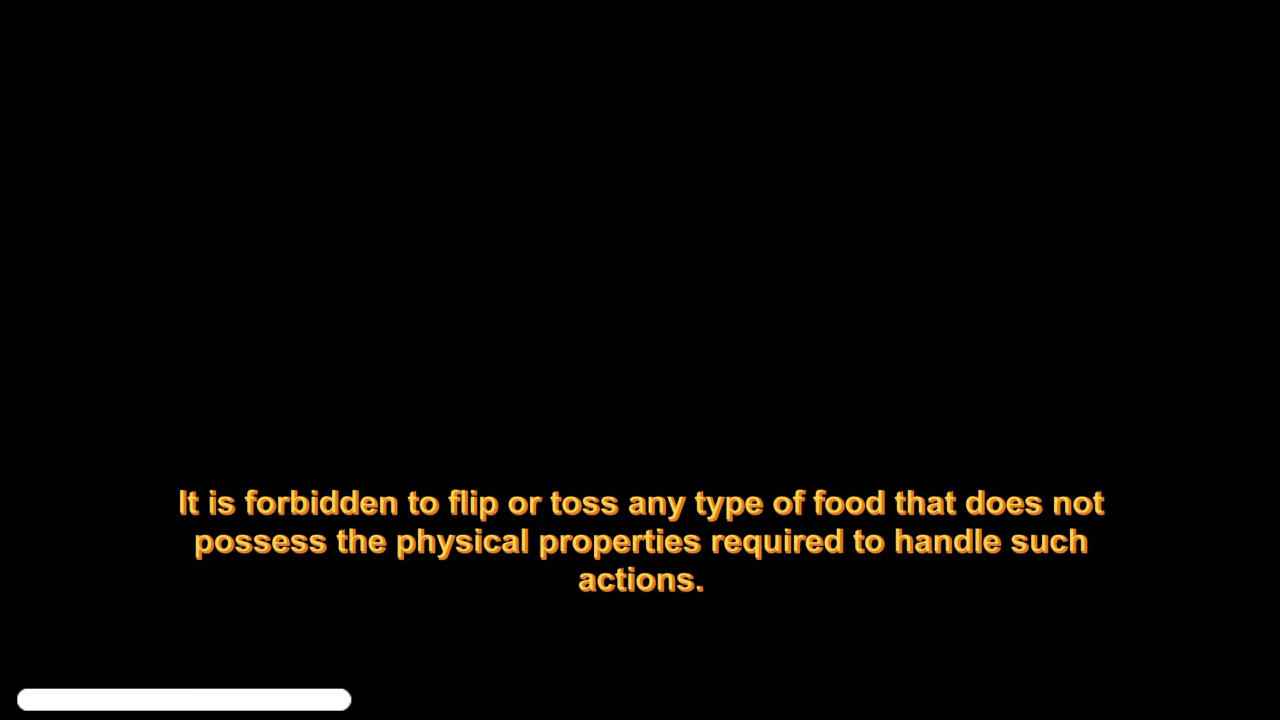 It is forbidden to flip or toss any type of food that does not
possess the physical properties required to handle such
actions.